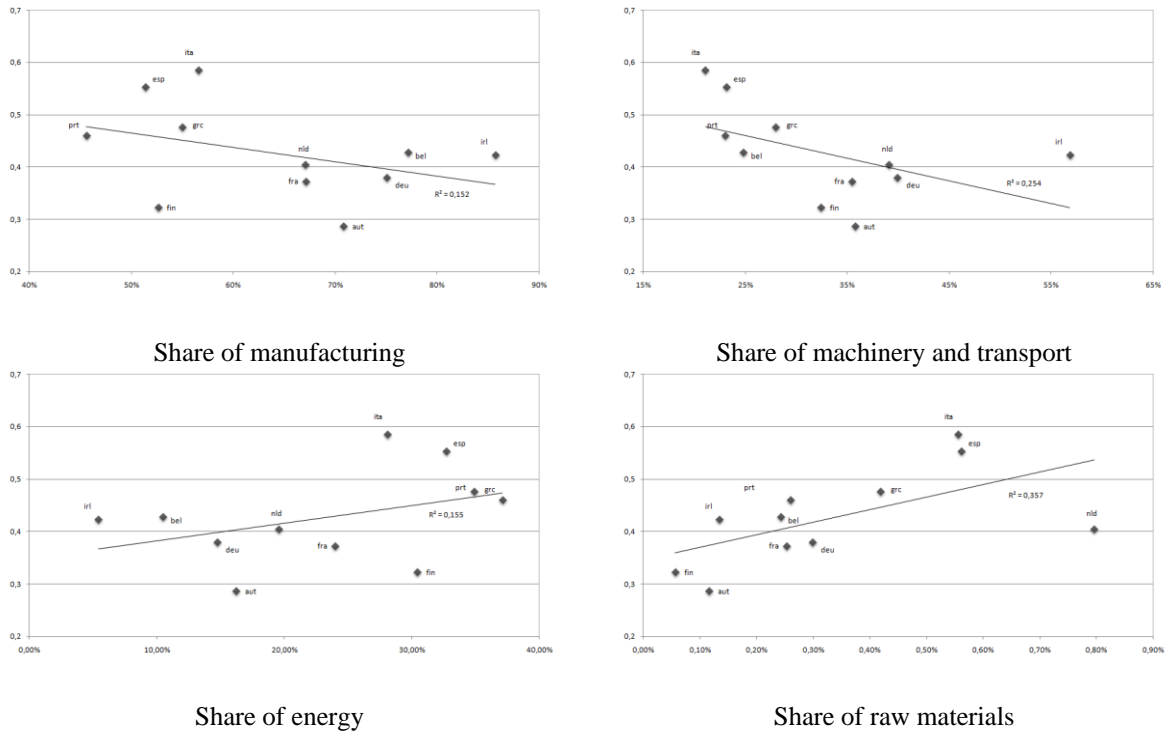 0,7
ita
0,6
esp
0,5
prt
grc
nld
bel
irl
0,4
fra
deu
R² = 0,152
fin
0,3
aut
0,2
40% 50% 60% 70% 80% 90%
Share of manufacturing
0,7
ita
0,6
esp
0,5
prt
grc
irl
nld
bel
0,4
fra
deu
R² = 0,254
fin
0,3
aut
0,2
15% 25% 35% 45% 55% 65%
Share of machinery and transport
0,7
ita
0,6
esp
0,5
prt
grc
irl
bel
nld
R² = 0,155
0,4
deu
fra
fin
0,3
aut
0,2
0,00% 10,00% 20,00% 30,00% 40,00%
Share of energy
0,7
ita
0,6
esp
0,5
prt
grc
R² = 0,357
irl
bel
nld
0,4
fra
deu
fin
0,3
aut
0,2
0,00% 0,10% 0,20% 0,30% 0,40% 0,50% 0,60% 0,70% 0,80% 0,90%
Share of raw materials